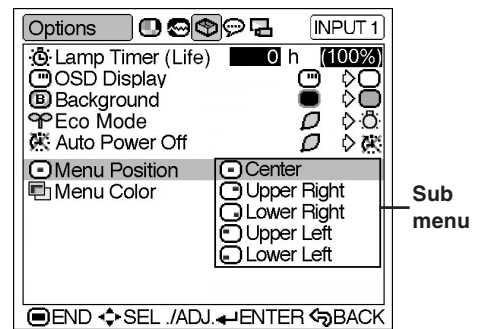 Options INPUT 1
Lamp Timer (Life) 0 h (100%)
OSD Display
B Background
Eco Mode
Auto Power Off
Menu Position Center
Menu Color Upper Right
Lower Right
Upper Left
Lower Left
Sub
menu
END SEL ./ADJ. ENTER BACK